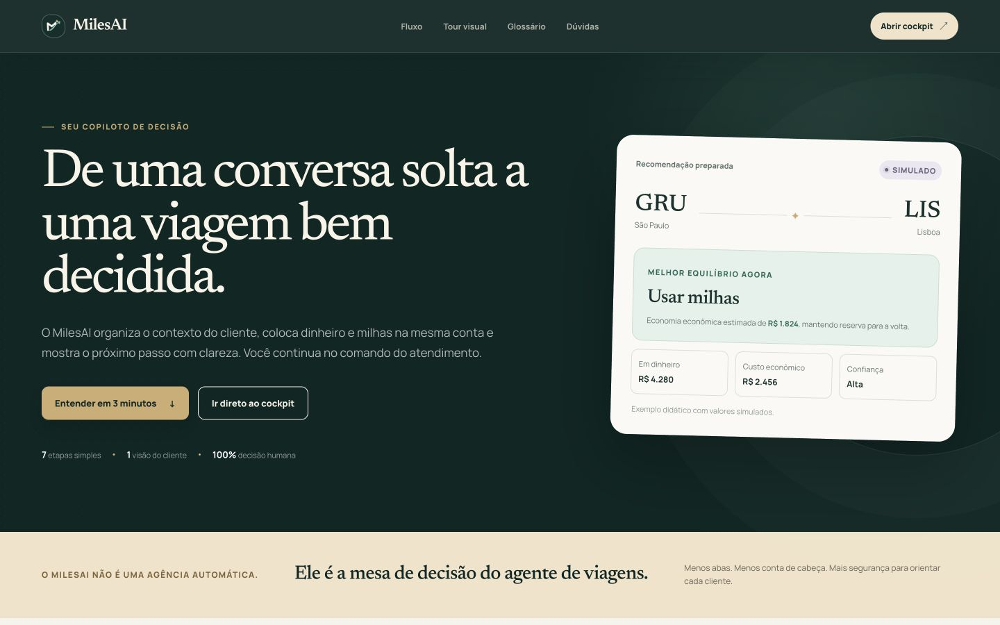 MilesAI
Fluxo
Tour visual
Glossário
Dúvidas
Abrir cockpit ↗
SEU COPILOTO DE DECISÃO
De uma conversa solta a
uma viagem bem
decidida.
O MilesAI organiza o contexto do cliente, coloca dinheiro e milhas na mesma conta e
mostra o próximo passo com clareza. Você continua no comando do atendimento.
Entender em 3 minutos ↓
Ir direto ao cockpit
7 etapas simples • 1 visão do cliente • 100% decisão humana
Recomendação preparada
SIMULADO
GRU
São Paulo
LIS
Lisboa
MELHOR EQUILÍBRIO AGORA
Usar milhas
Economia econômica estimada de R$ 1.824, mantendo reserva para a volta.
Em dinheiro
R$ 4.280
Custo econômico
R$ 2.456
Confiança
Alta
Exemplo didático com valores simulados.
O MILESAI NÃO É UMA AGÊNCIA AUTOMÁTICA.
Ele é a mesa de decisão do agente de viagens.
Menos abas. Menos conta de cabeça. Mais segurança para orientar
cada cliente.